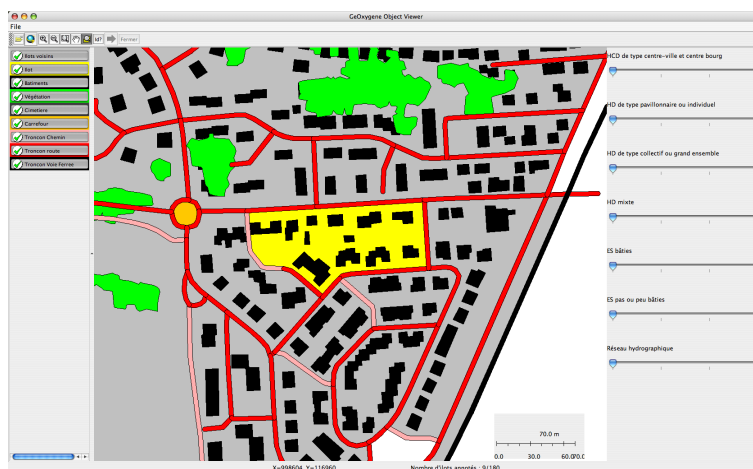 GeOxygene Object Viewer
File
Id?
Fermer
Ilots voisins
Ilot
Batiments
Végétation
Cimetiere
Carrefour
Troncon Chemin
Troncon route
Troncon Voie Ferree
HCD de type centre-ville et centre bourg
HD de type pavillonnaire ou individuel
HD de type collectif ou grand ensemble
HD mixte
ES bâties
ES pas ou peu bâties
Réseau hydrographique
70.0 m
0.0 30.0 60.0
X=998604 Y=116960 Nombre d'ilots annotés : 9/180